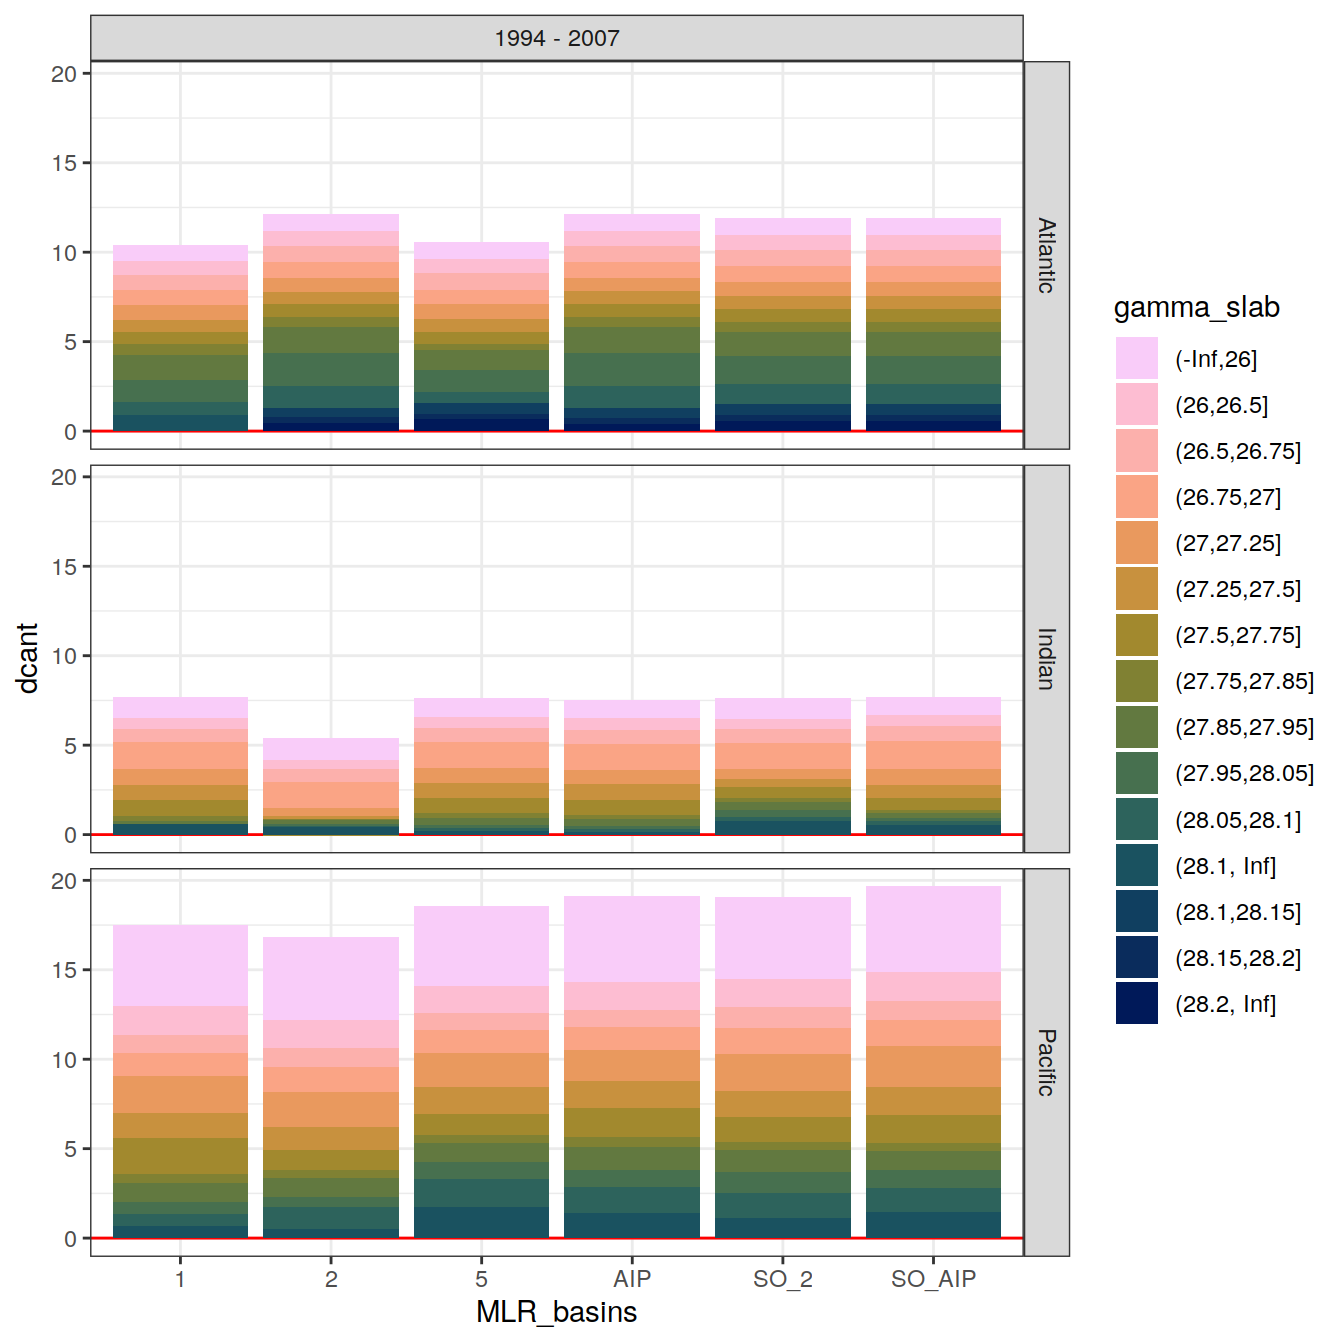 1994 - 2007
20
15
10
5
0
Atlantic
20
15
10
5
0
Indian
20
15
10
5
0
Pacific
dcant
1 2 5 AIP SO_2 SO_AIP
MLR_basins
gamma_slab
(-Inf,26]
(26,26.5]
(26.5,26.75]
(26.75,27]
(27,27.25]
(27.25,27.5]
(27.5,27.75]
(27.75,27.85]
(27.85,27.95]
(27.95,28.05]
(28.05,28.1]
(28.1, Inf]
(28.1,28.15]
(28.15,28.2]
(28.2, Inf]